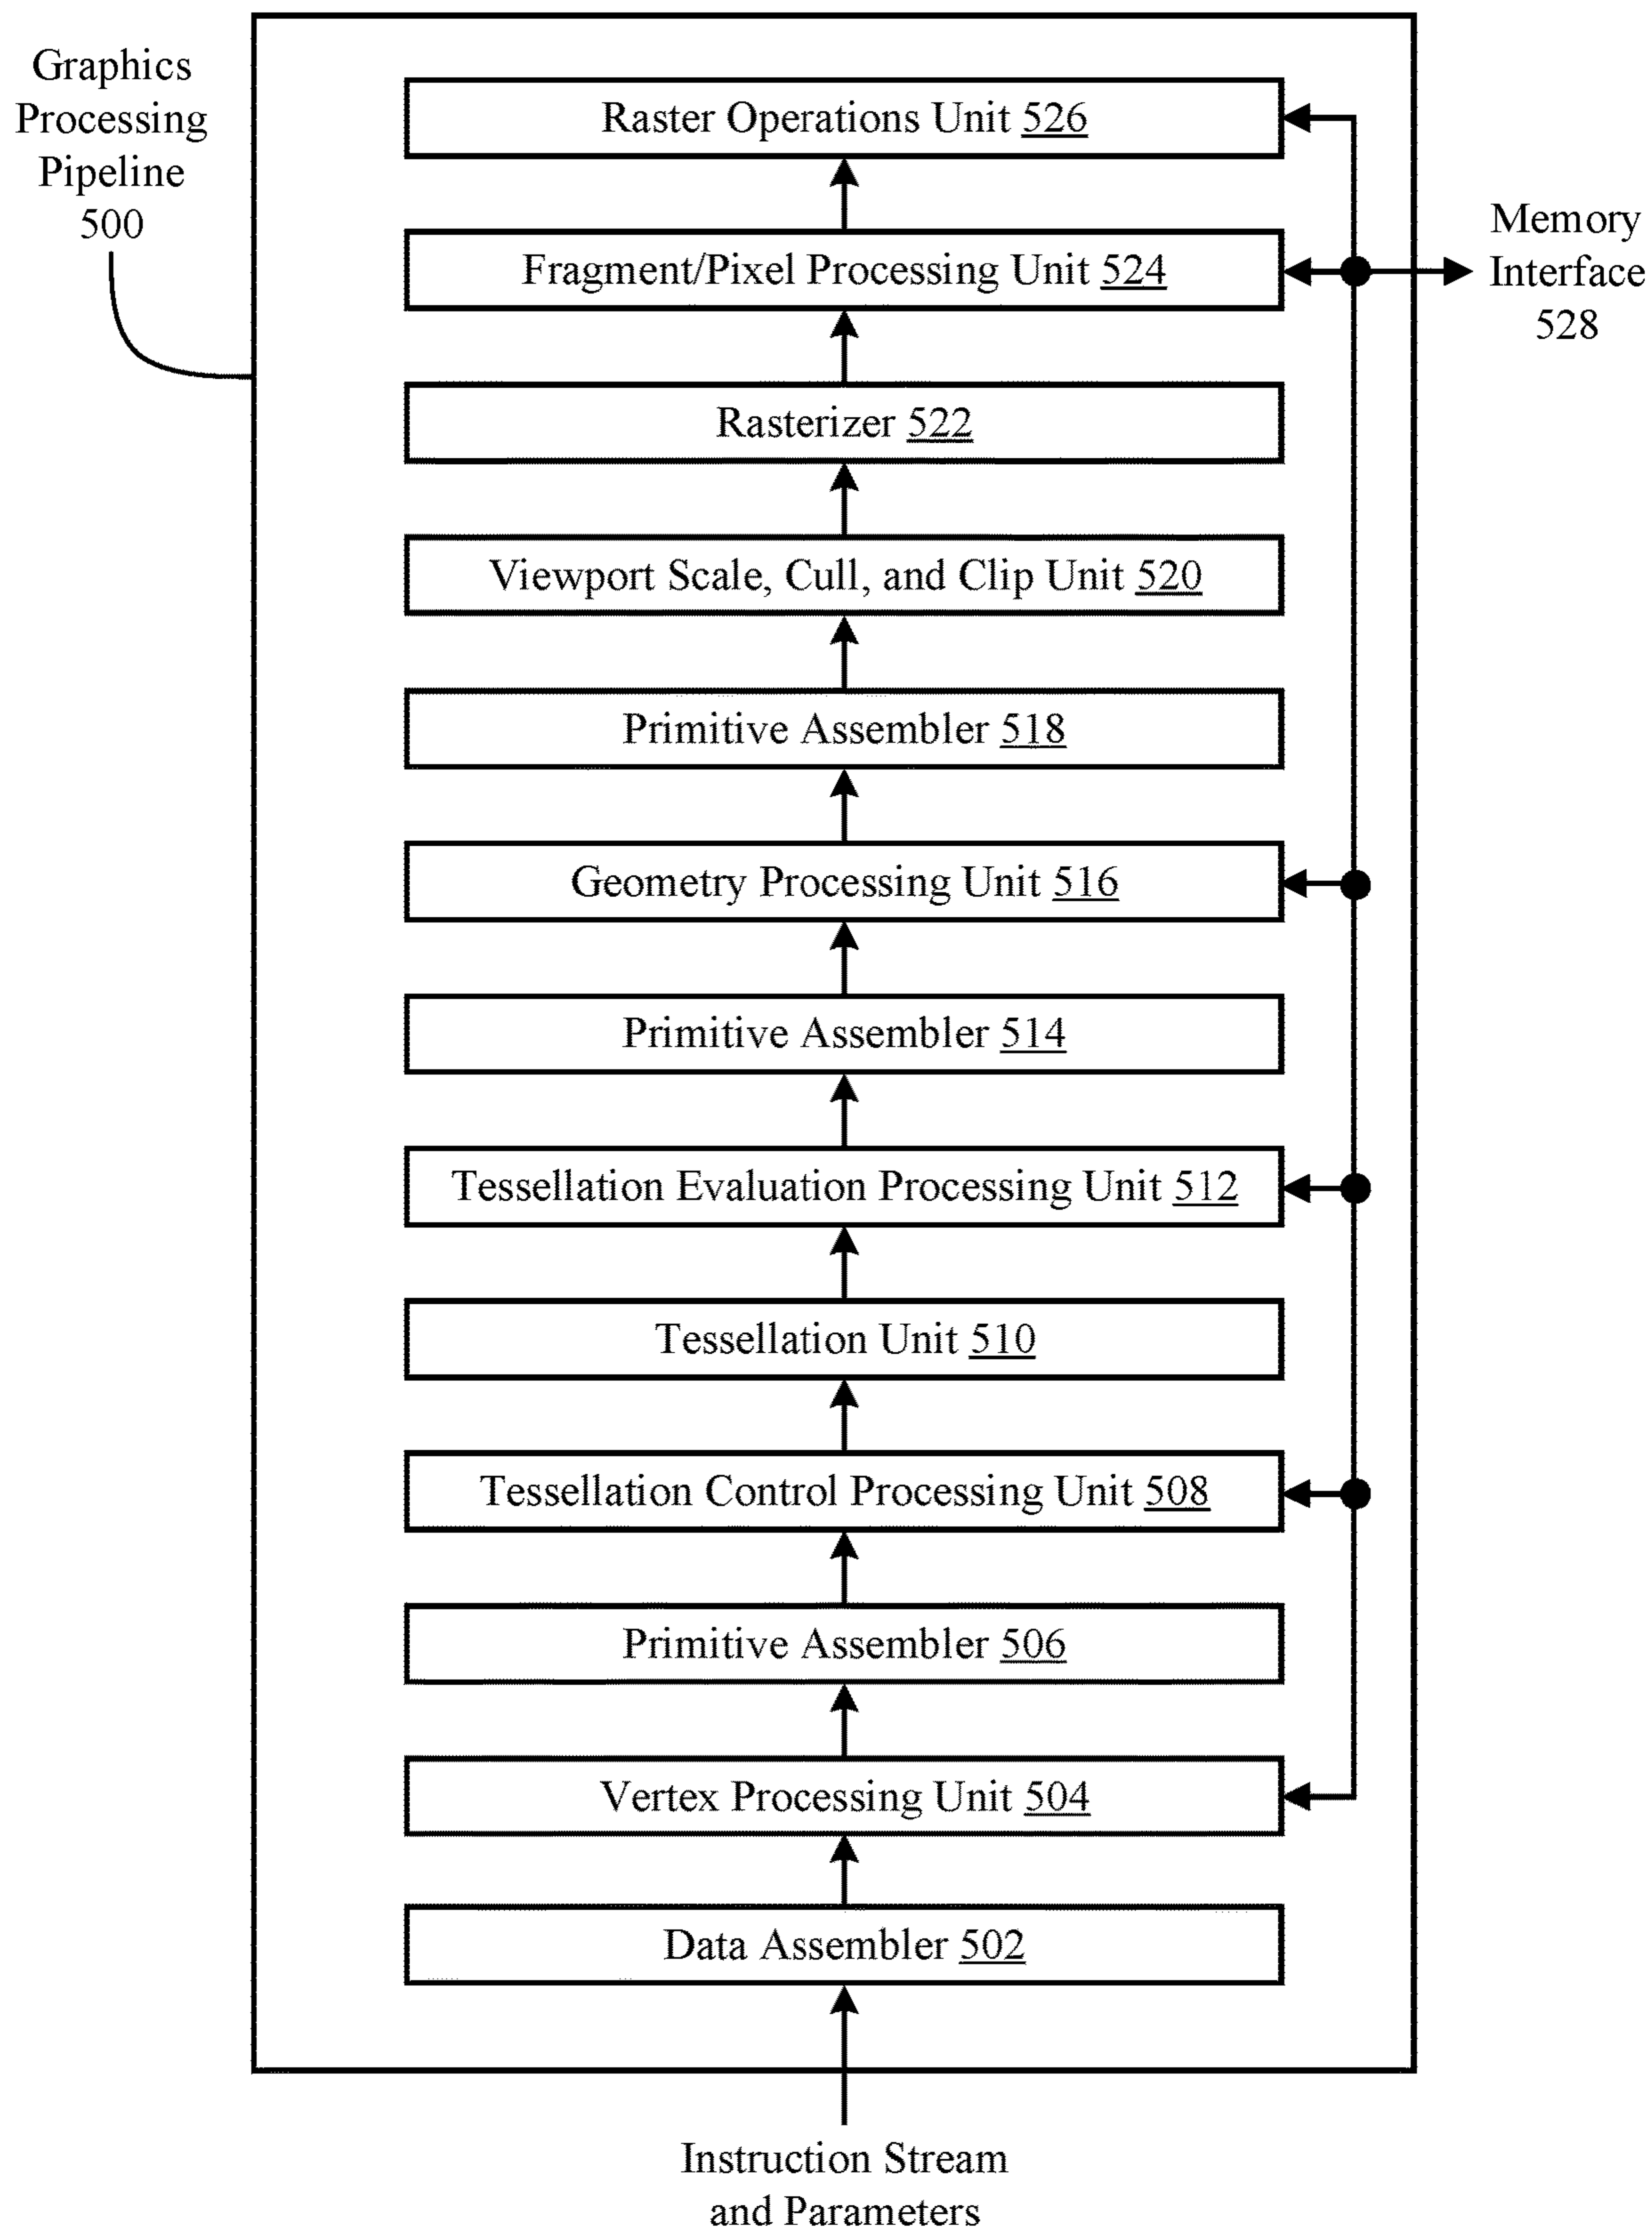 Graphics
Processing
Pipeline
500
Raster Operations Unit 526
Fragment/Pixel Processing Unit 524
Memory
Interface
528
Rasterizer 522
Viewport Scale, Cull, and Clip Unit 520
Primitive Assembler 518
Geometry Processing Unit 516
Primitive Assembler 514
Tessellation Evaluation Processing Unit 512
Tessellation Unit 510
Tessellation Control Processing Unit 508
Primitive Assembler 506
Vertex Processing Unit 504
Data Assembler 502
Instruction Stream
and Parameters